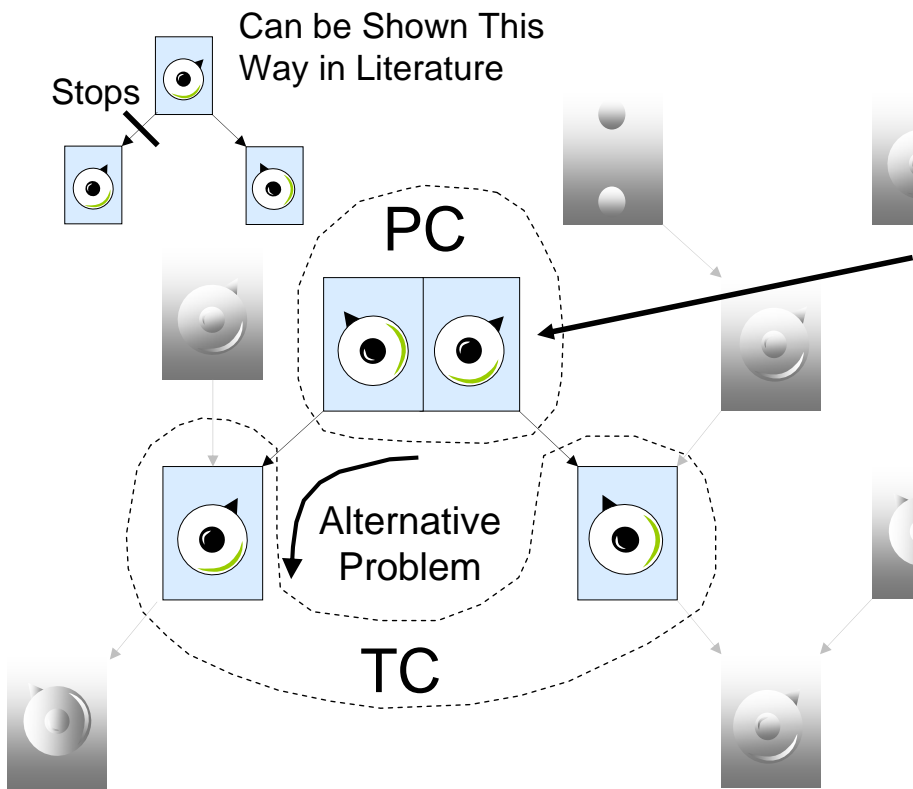 Can be Shown This
Way in Literature
Stops
PC
Alternative
Problem
TC